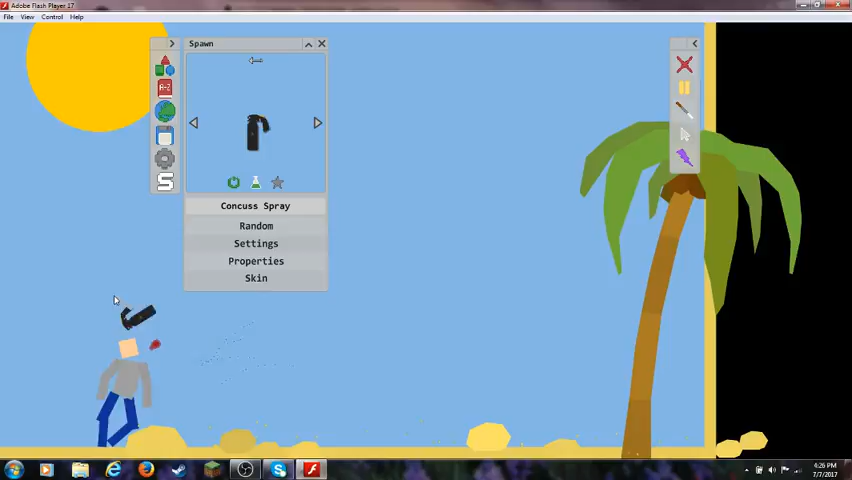 Adobe Flash Player 17
File View Control Help
Spawn
A-Z
S
Concuss Spray
Random
Settings
Properties
Skin
4:26 PM
7/7/2017